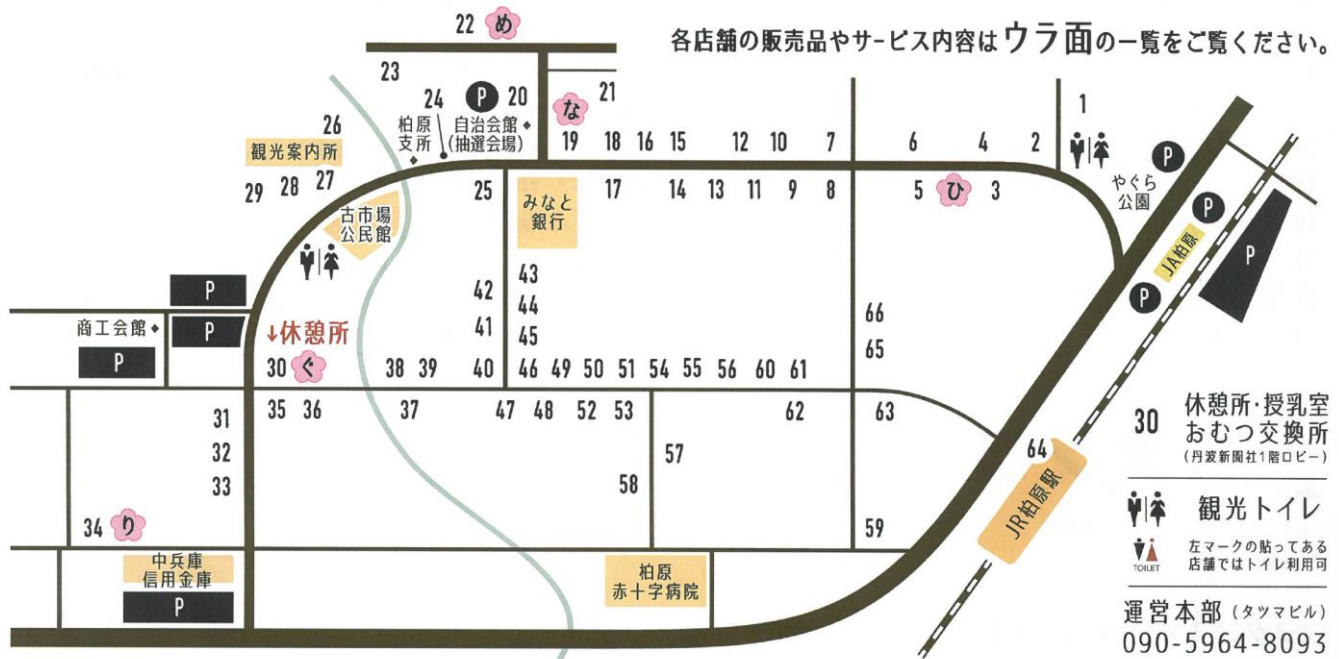 22 め
各店舗の販売品やサービス内容はウラ面の一覧をご覧ください。
23
24 P 20
21
な
1
26
柏原
支所
自治会館
(抽選会場)
19 18 16 15 12 10 7 6 4 2
観光案内所
29 28 27
25
みなと
銀行
17 14 13 11 9 8 5 ひ 3
やぐら
公園
P
P
JA柏原
P
P
古市場
公民館
43
42
44
41
45
66
65
P
商工会館
P
P
↓休憩所
30 ぐ 38 39 40 46 49 50 51 54 55 56 60 61
35 36 37 47 48 52 53 62 63
31
32
33
57
58
59
64
JR柏原駅
34 り
中兵庫
信用金庫
P
柏原
赤十字病院
30
休憩所・授乳室
おむつ交換所
(丹波新聞社1階ロビー)
観光トイレ
TOILET
左マークの貼ってある
店舗ではトイレ利用可
運営本部(タツマビル)
090-5964-8093